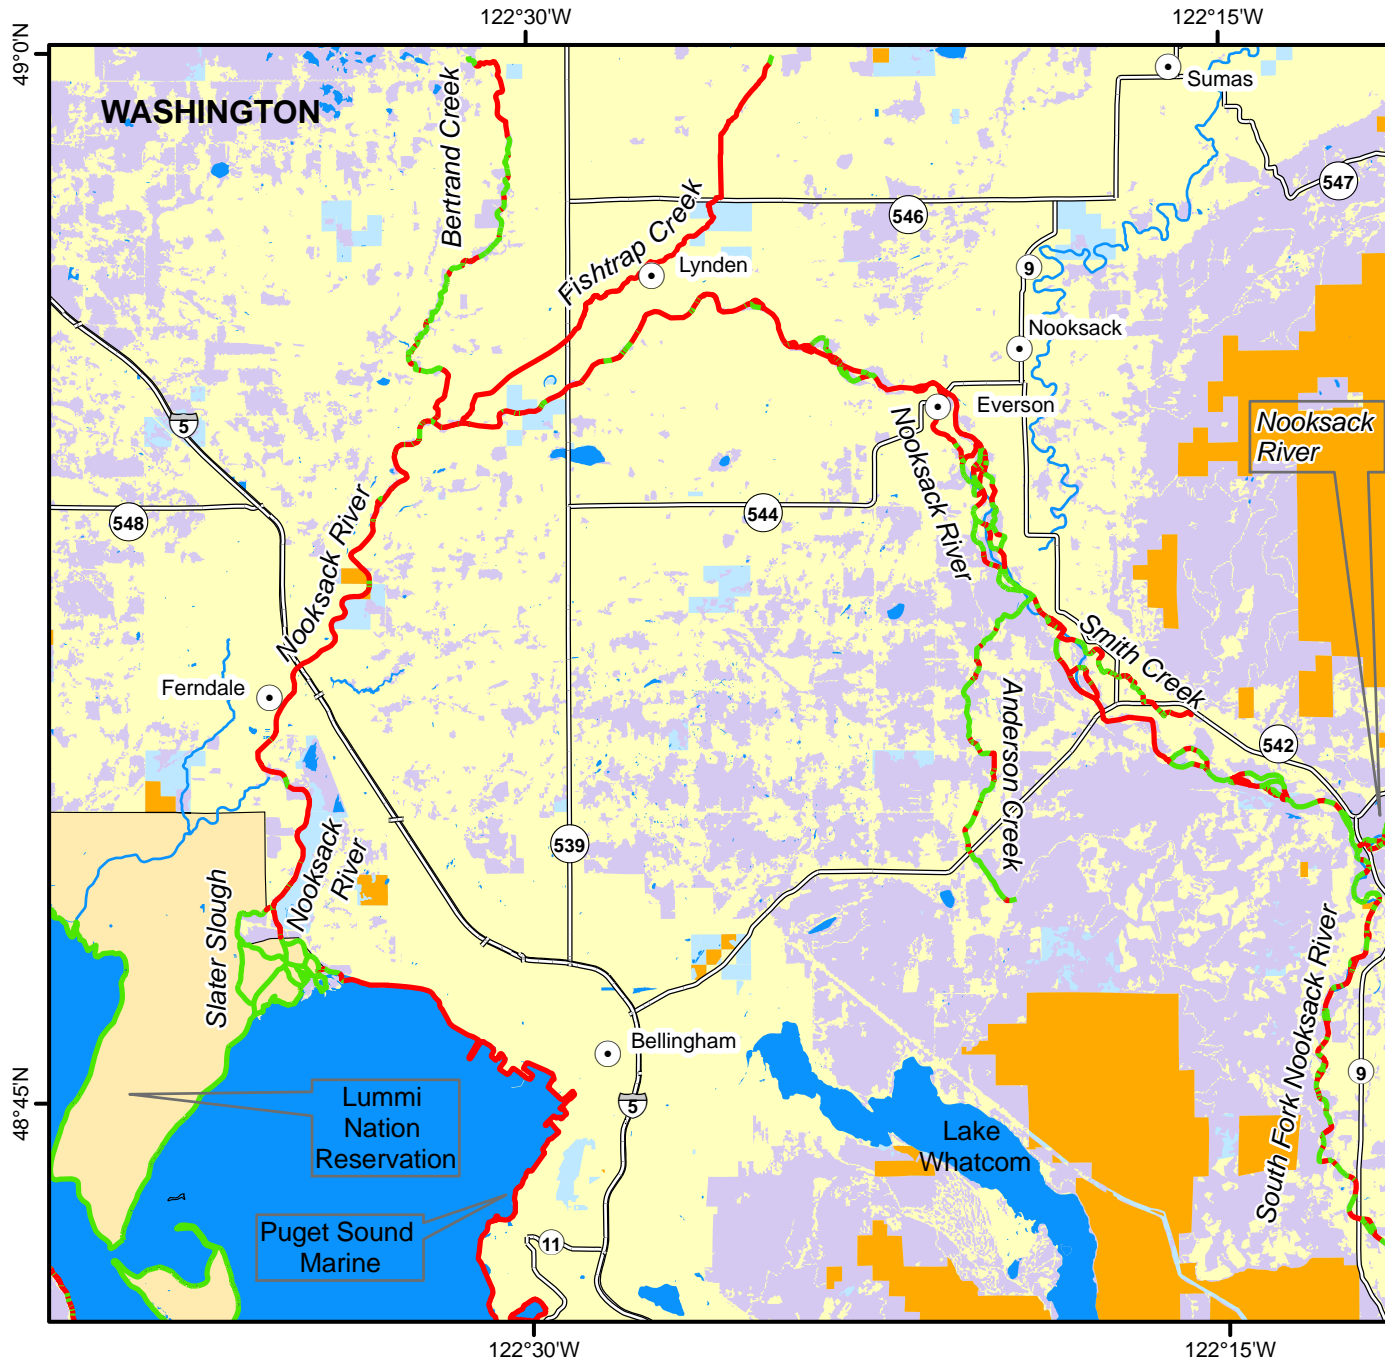 122°30'W
122°15'W
49°0'N
WASHINGTON
Bertrand Creek
Sumas
547
546
Fishtrap Creek
Lynden
9
Nooksack
5
Everson
Nooksack
River
548
544
Nooksack River
Nooksack River
Smith Creek
Ferndale
Anderson Creek
542
539
Nooksack
River
Slater Slough
South Fork Nooksack River
Bellingham
9
5
48°45'N
Lummi
Nation
Reservation
Lake
Whatcom
Puget Sound
Marine
11
122°30'W
122°15'W